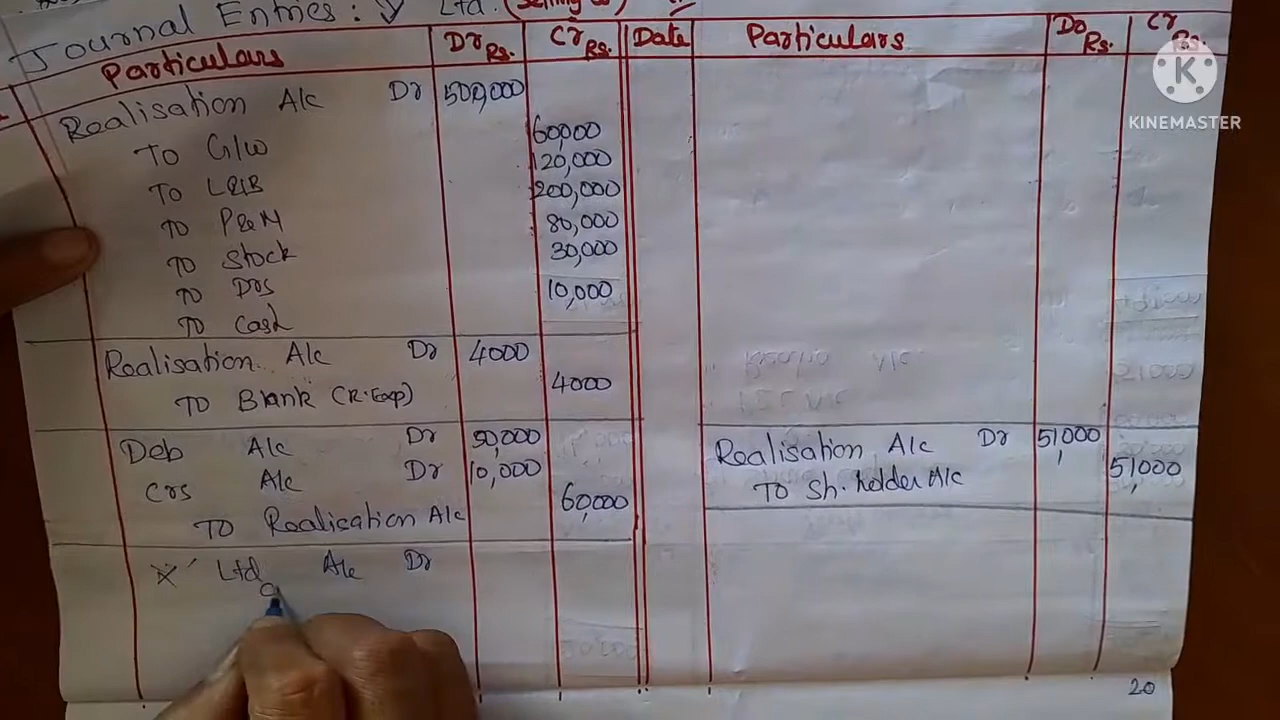 Journal Entries: Y Ltd. (Selling Co)
Particulars Dr Rs. Cr Rs. Date Particulars Dr Rs. Cr Rs.
Realisation A/c Dr 500,000
To G/W 60,000
To L&B 120,000
To P&M 200,000
To Stock 80,000
To Drs 30,000
To Cash 10,000
Realisation A/c Dr 4000
To Bank (R.Exp) 4000
Deb A/c Dr 50,000
Crs A/c Dr 10,000
To Realisation A/c 60,000
'X' Ltd A/c Dr
Realisation A/c Dr 51,000
To Sh. holder A/c 51,000
20
K
KINEMASTER